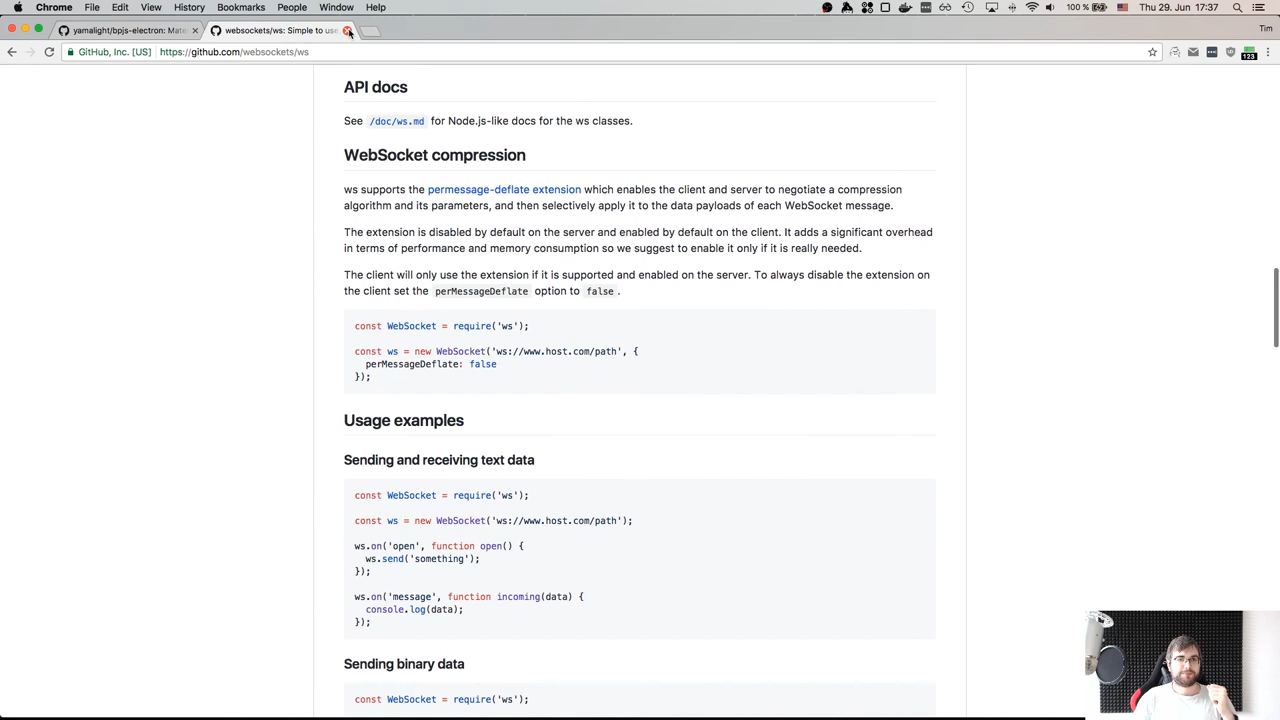 Chrome File Edit View History Bookmarks People Window Help 100 % Thu 29. Jun 17:37
yamalight/bpjs-electron: Mate websockets/ws: Simple to use, Tim
GitHub, Inc. [US] https://github.com/websockets/ws 123
API docs
See /doc/ws.md for Node.js-like docs for the ws classes.
WebSocket compression
ws supports the permessage-deflate extension which enables the client and server to negotiate a compression
algorithm and its parameters, and then selectively apply it to the data payloads of each WebSocket message.
The extension is disabled by default on the server and enabled by default on the client. It adds a significant overhead
in terms of performance and memory consumption so we suggest to enable it only if it is really needed.
The client will only use the extension if it is supported and enabled on the server. To always disable the extension on
the client set the perMessageDeflate option to false .
const WebSocket = require('ws');
const ws = new WebSocket('ws://www.host.com/path', {
perMessageDeflate: false
});
Usage examples
Sending and receiving text data
const WebSocket = require('ws');
const ws = new WebSocket('ws://www.host.com/path');
ws.on('open', function open() {
ws.send('something');
});
ws.on('message', function incoming(data) {
console.log(data);
});
Sending binary data
const WebSocket = require('ws');